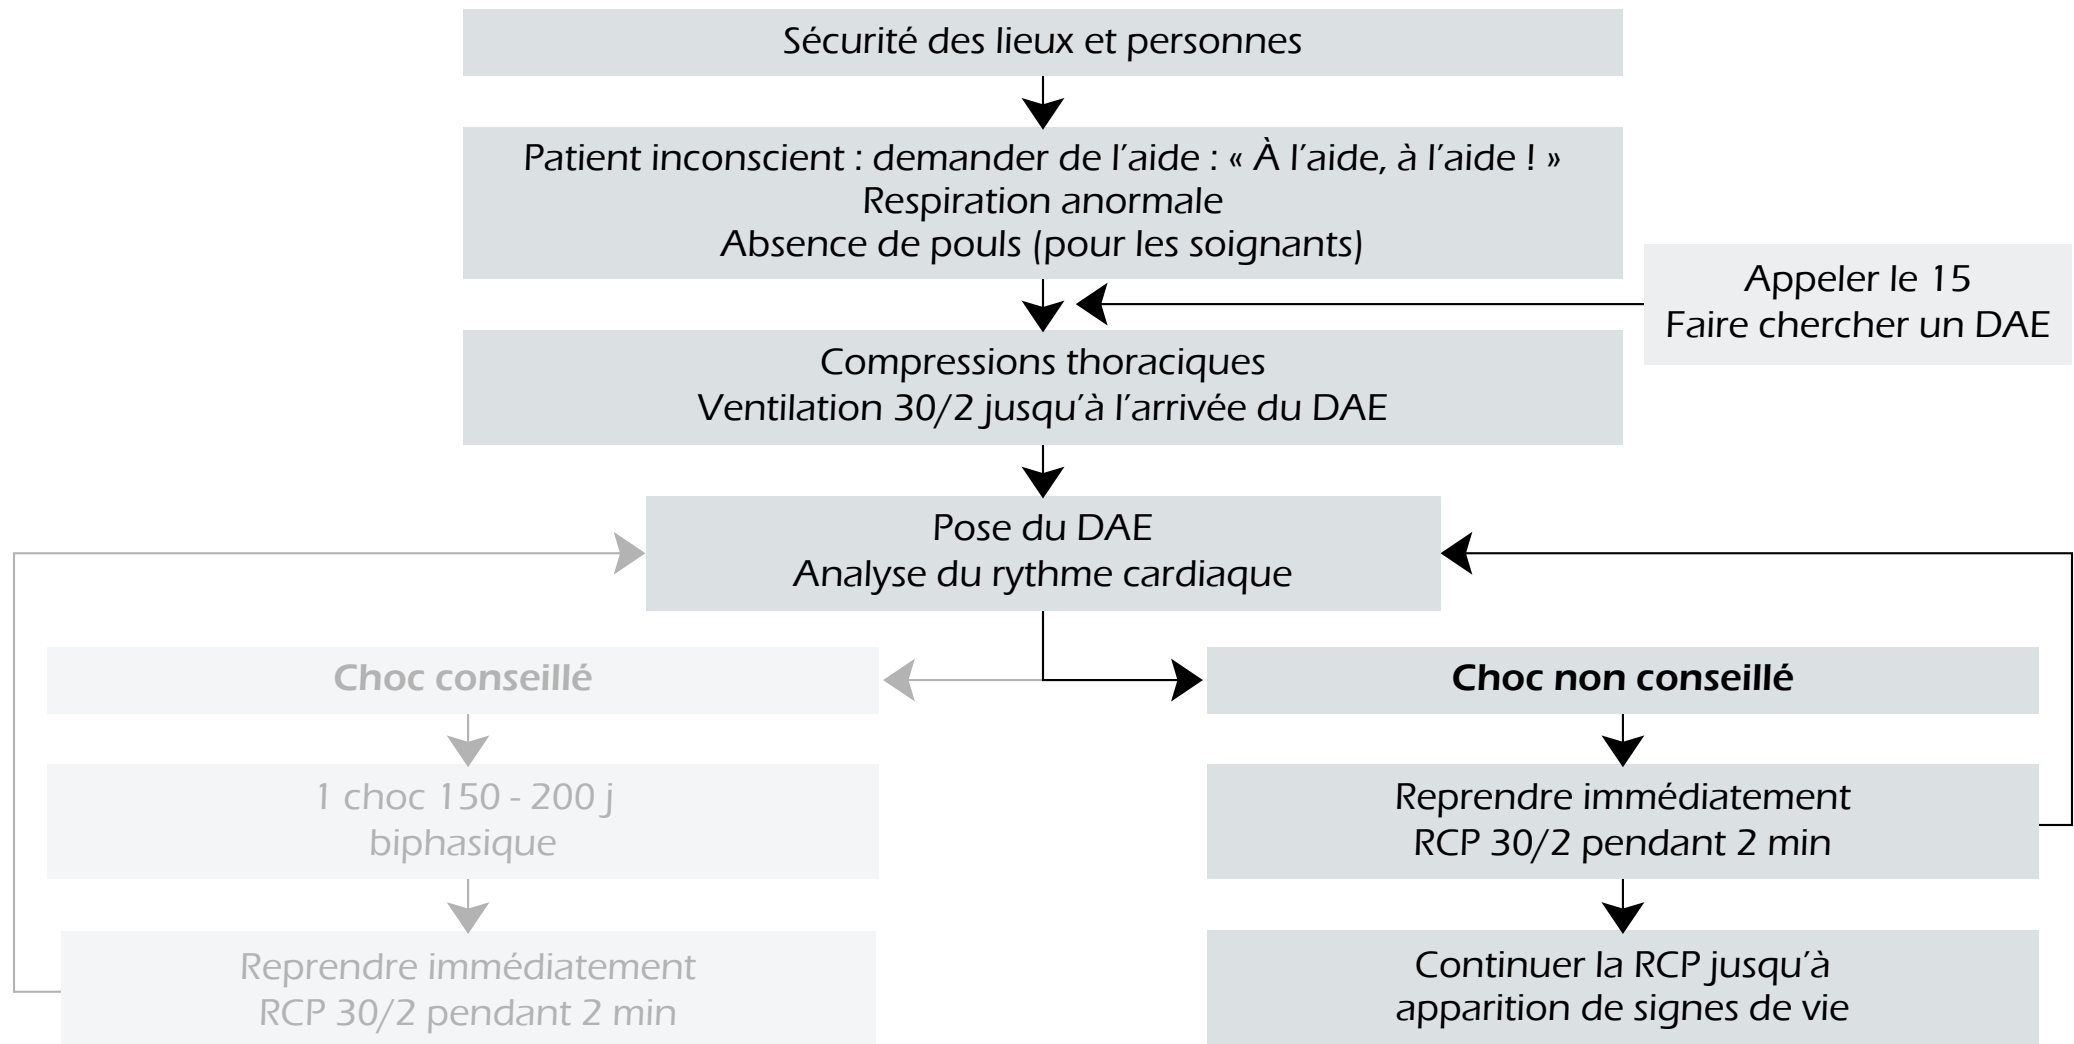 Sécurité des lieux et personnes
Patient inconscient : demander de l’aide : « À l’aide, à l’aide ! »
Respiration anormale
Absence de pouls (pour les soignants)
Appeler le 15
Faire chercher un DAE
Compressions thoraciques
Ventilation 30/2 jusqu’à l’arrivée du DAE
Pose du DAE
Analyse du rythme cardiaque
Choc conseillé
1 choc 150 - 200 j
biphasique
Reprendre immédiatement
RCP 30/2 pendant 2 min
Choc non conseillé
Reprendre immédiatement
RCP 30/2 pendant 2 min
Continuer la RCP jusqu’à
apparition de signes de vie